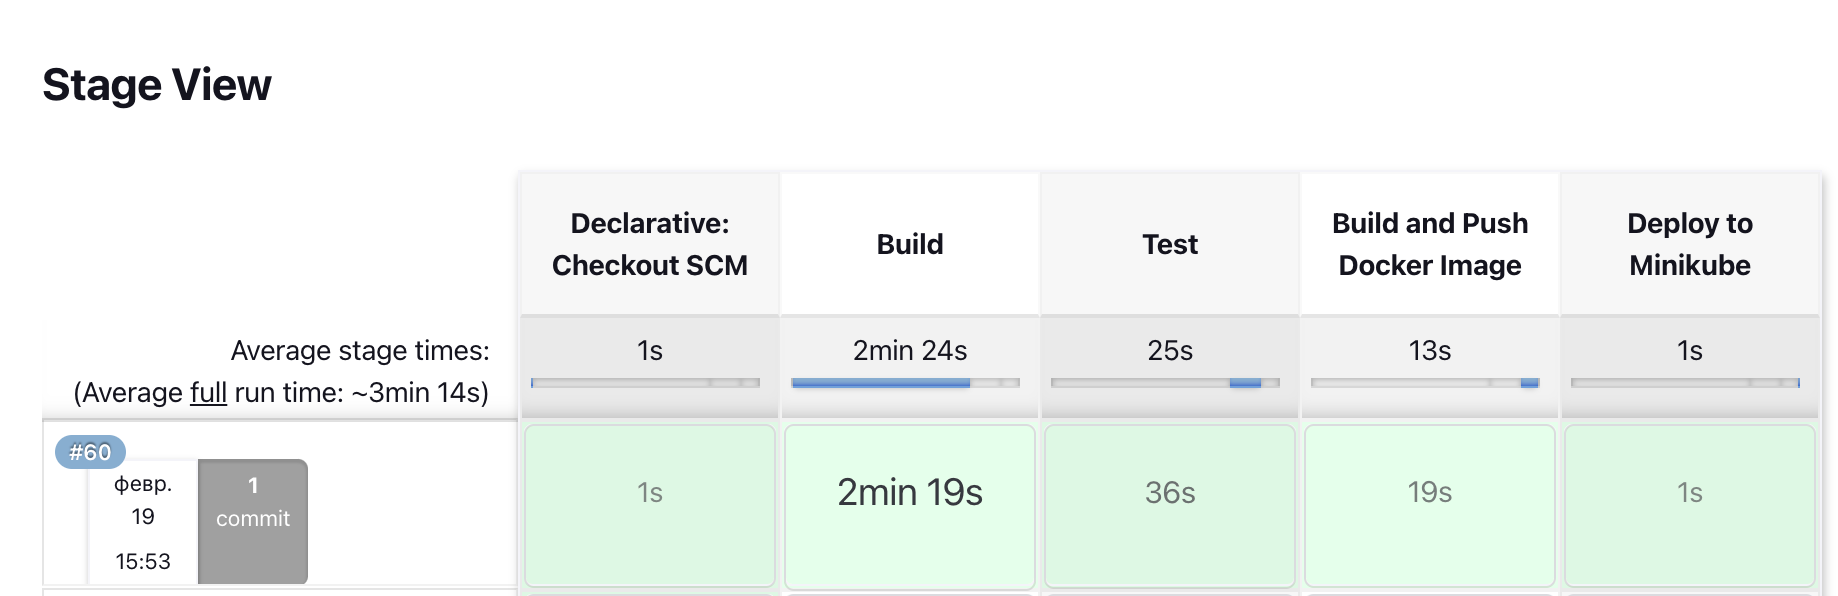 Stage View
Declarative:
Checkout SCM
Build
Test
Build and Push
Docker Image
Deploy to
Minikube
Average stage times:
(Average full run time: ~3min 14s)
1s
2min 24s
25s
13s
1s
#60
февр.
19
15:53
1
commit
1s
2min 19s
36s
19s
1s